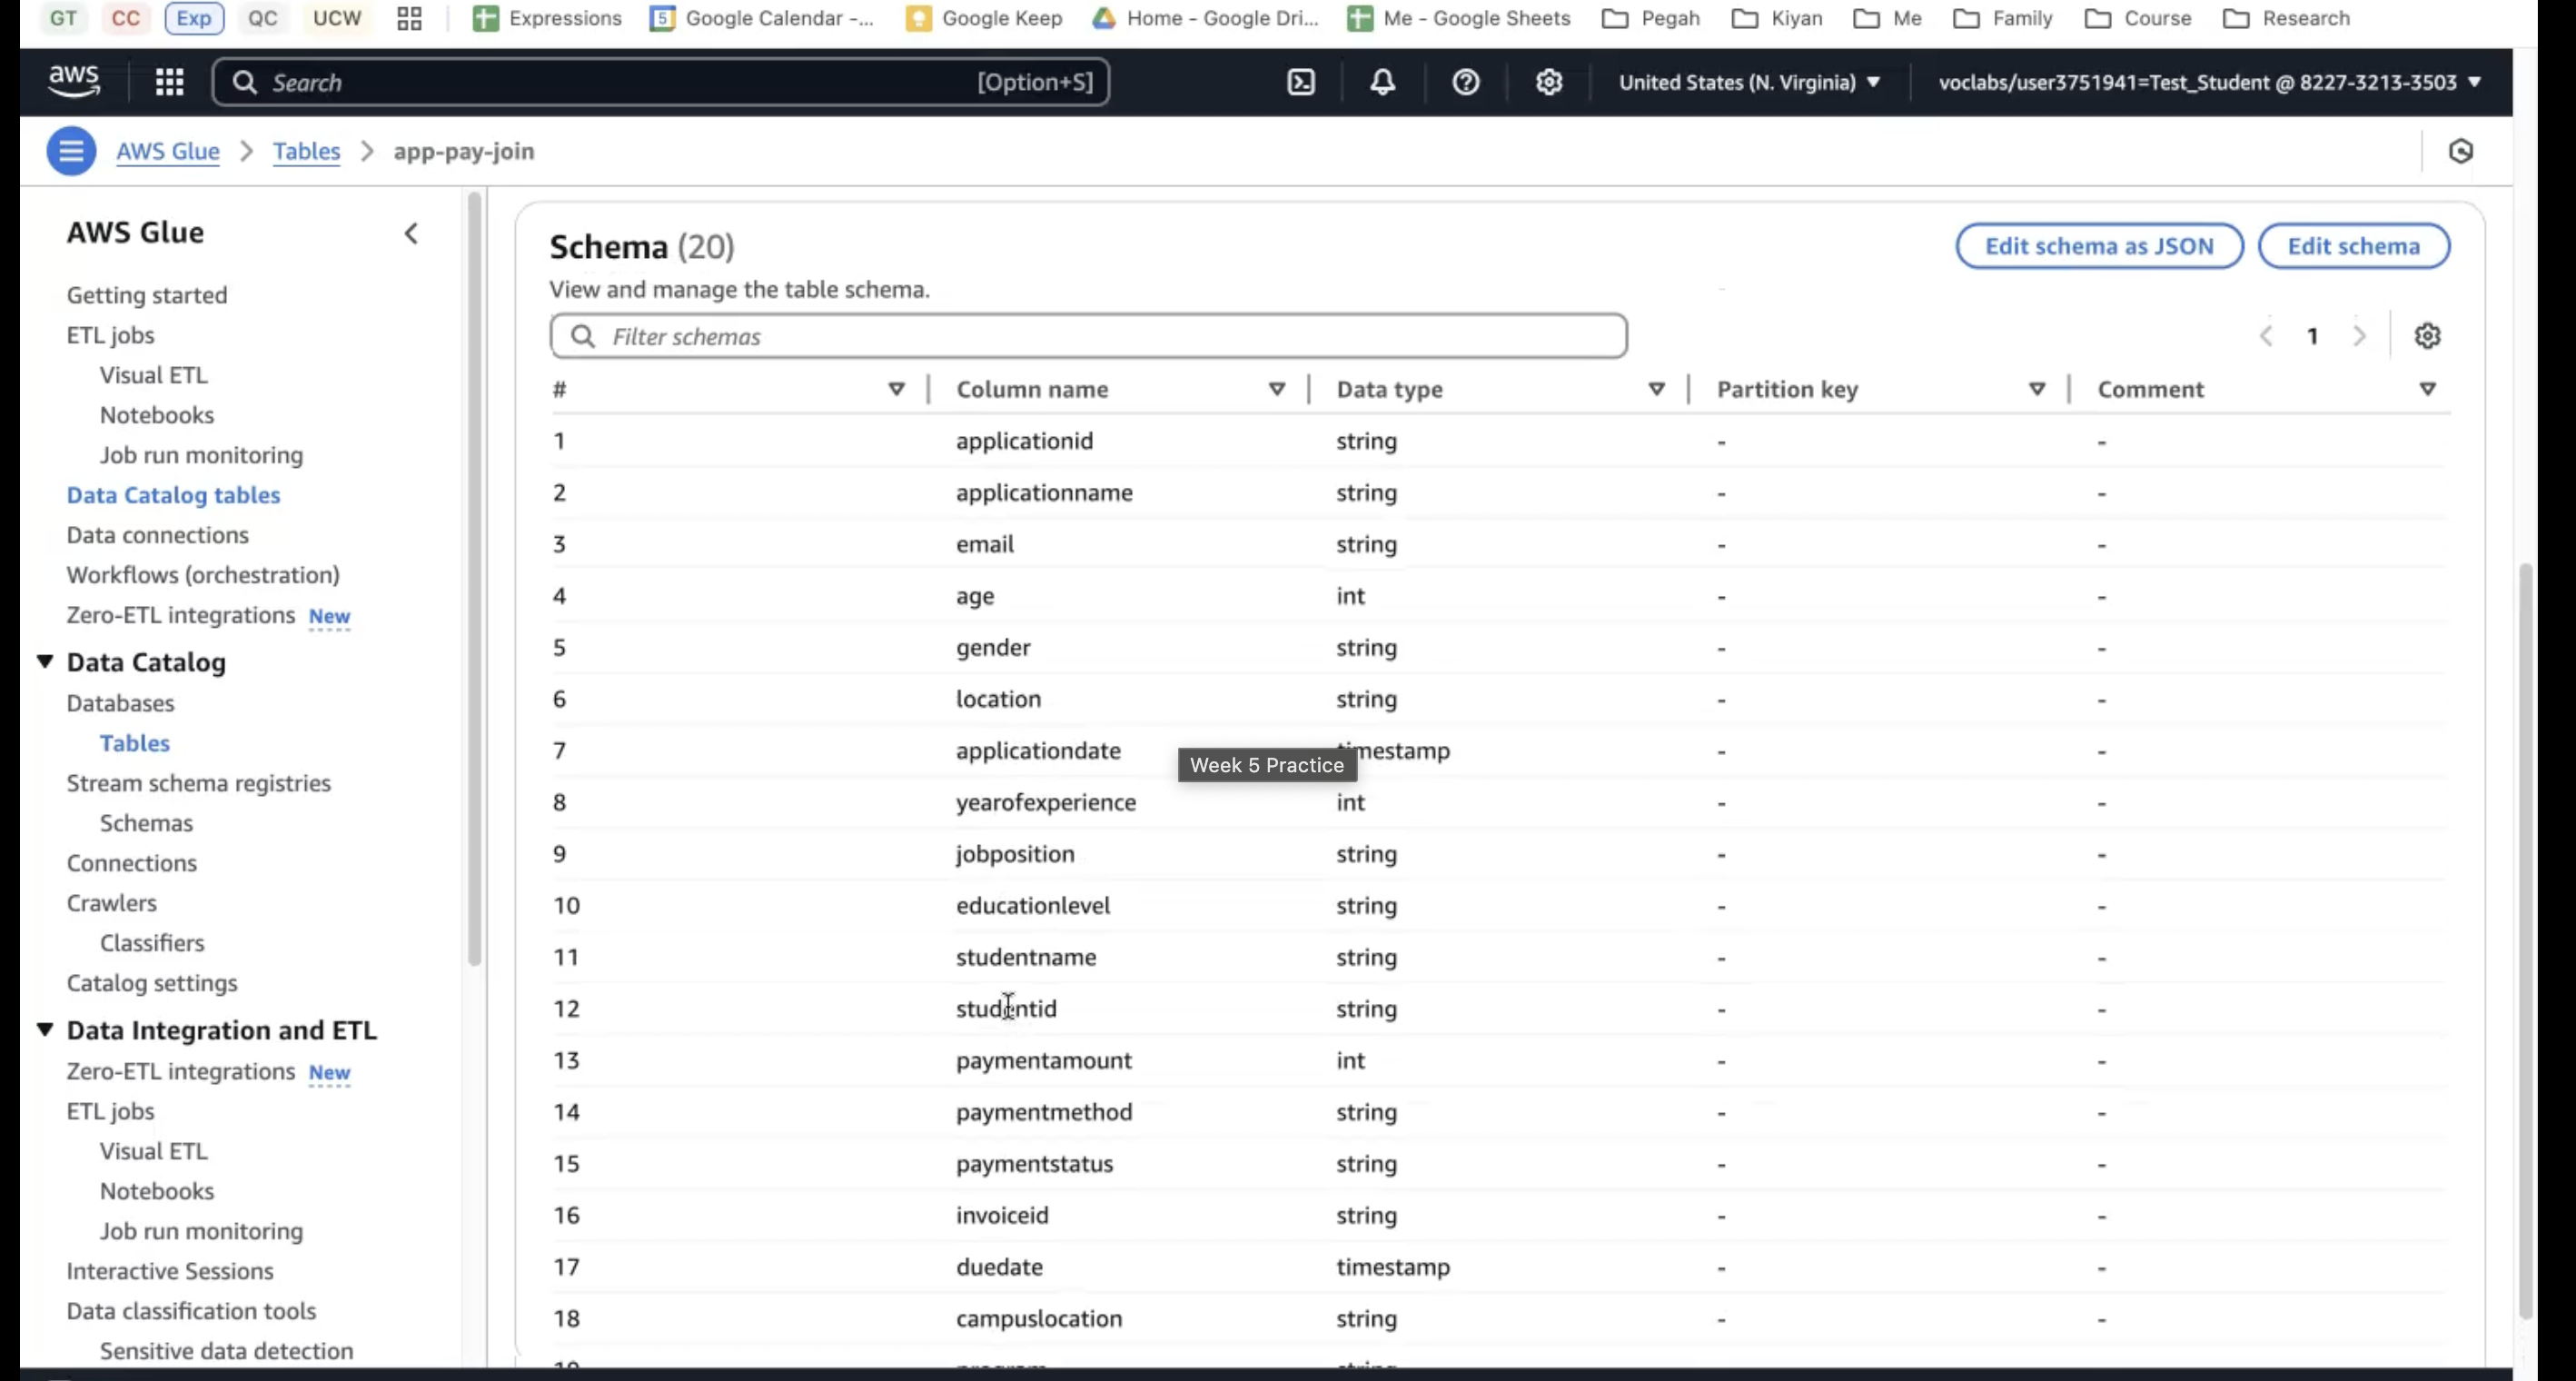 GT CC Exp QC UCW Expressions 5 Google Calendar -... Google Keep Home - Google Dri... Me - Google Sheets Pegah Kiyan Me Family Course Research
aws Search [Option+S] United States (N. Virginia) voclabs/user3751941=Test_Student @ 8227-3213-3503
AWS Glue > Tables > app-pay-join
AWS Glue
Getting started
ETL jobs
Visual ETL
Notebooks
Job run monitoring
Data Catalog tables
Data connections
Workflows (orchestration)
Zero-ETL integrations New
Data Catalog
Databases
Tables
Stream schema registries
Schemas
Connections
Crawlers
Classifiers
Catalog settings
Data Integration and ETL
Zero-ETL integrations New
ETL jobs
Visual ETL
Notebooks
Job run monitoring
Interactive Sessions
Data classification tools
Sensitive data detection
Schema (20)
Edit schema as JSON Edit schema
View and manage the table schema.
Filter schemas
1
# Column name Data type Partition key Comment
1 applicationid string - -
2 applicationname string - -
3 email string - -
4 age int - -
5 gender string - -
6 location string - -
7 applicationdate timestamp - -
Week 5 Practice
8 yearofexperience int - -
9 jobposition string - -
10 educationlevel string - -
11 studentname string - -
12 studentid string - -
13 paymentamount int - -
14 paymentmethod string - -
15 paymentstatus string - -
16 invoiceid string - -
17 duedate timestamp - -
18 campuslocation string - -